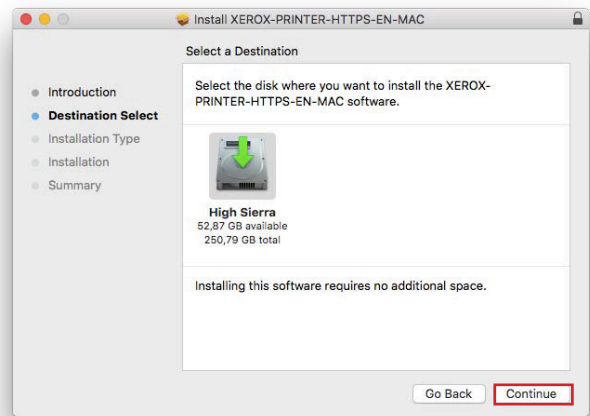 Install XEROX-PRINTER-HTTPS-EN-MAC
Select a Destination
Introduction
Destination Select
Installation Type
Installation
Summary
Select the disk where you want to install the XEROX-
PRINTER-HTTPS-EN-MAC software.
High Sierra
52,87 GB available
250,79 GB total
Installing this software requires no additional space.
Go Back
Continue